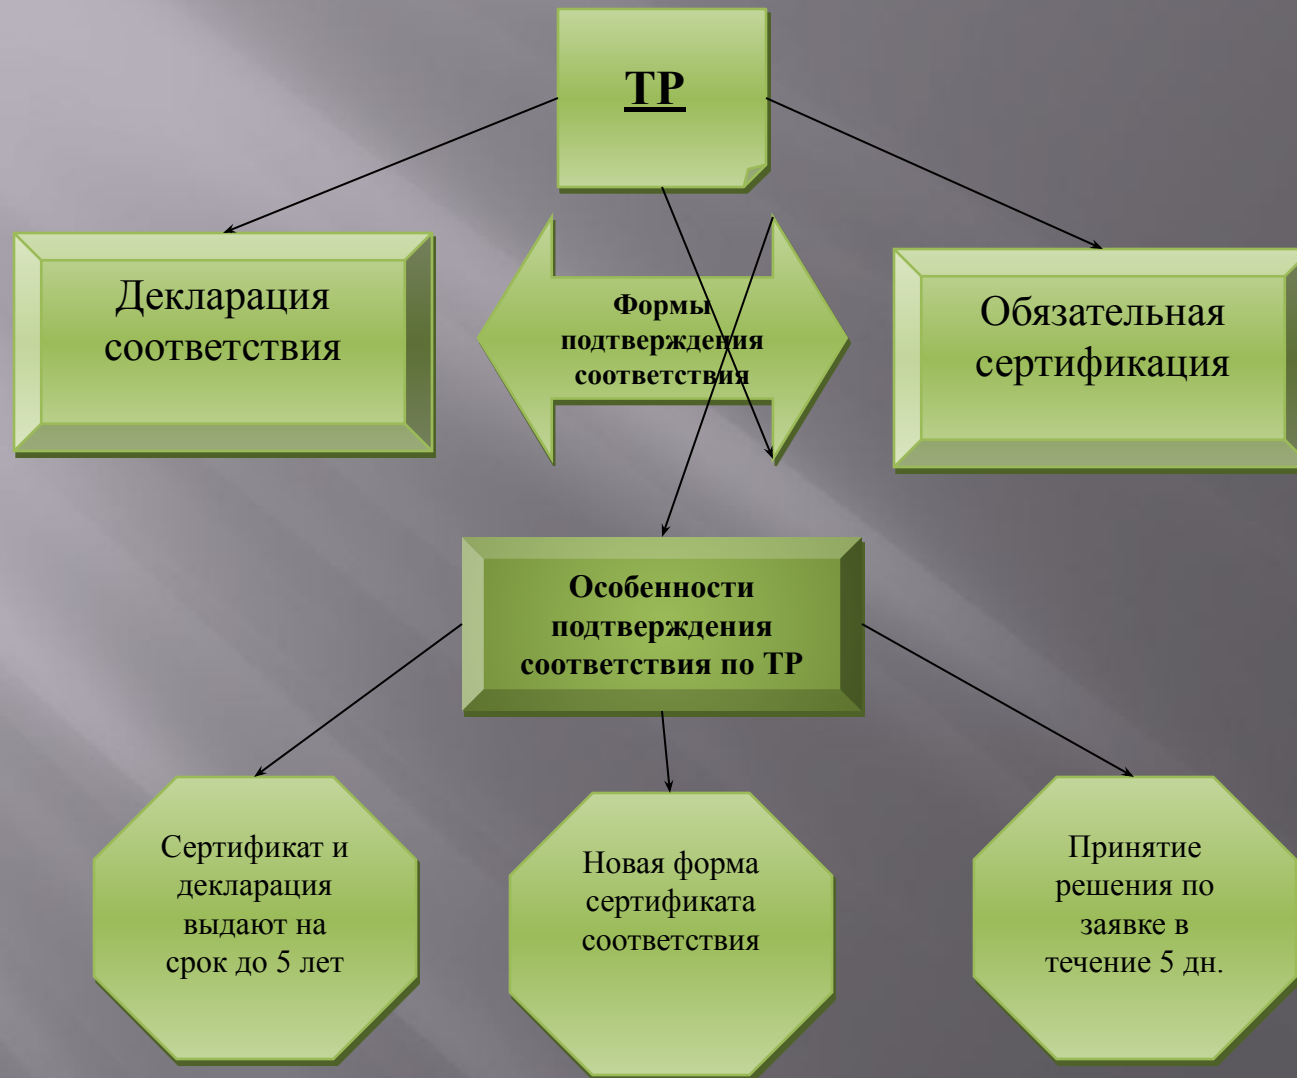 ТР
Декларация
соответствия
Формы
подтверждения
соответствия
Обязательная
сертификация
Особенности
подтверждения
соответствия по ТР
Сертификат и
декларация
выдают на
срок до 5 лет
Новая форма
сертификата
соответствия
Принятие
решения по
заявке в
течение 5 дн.